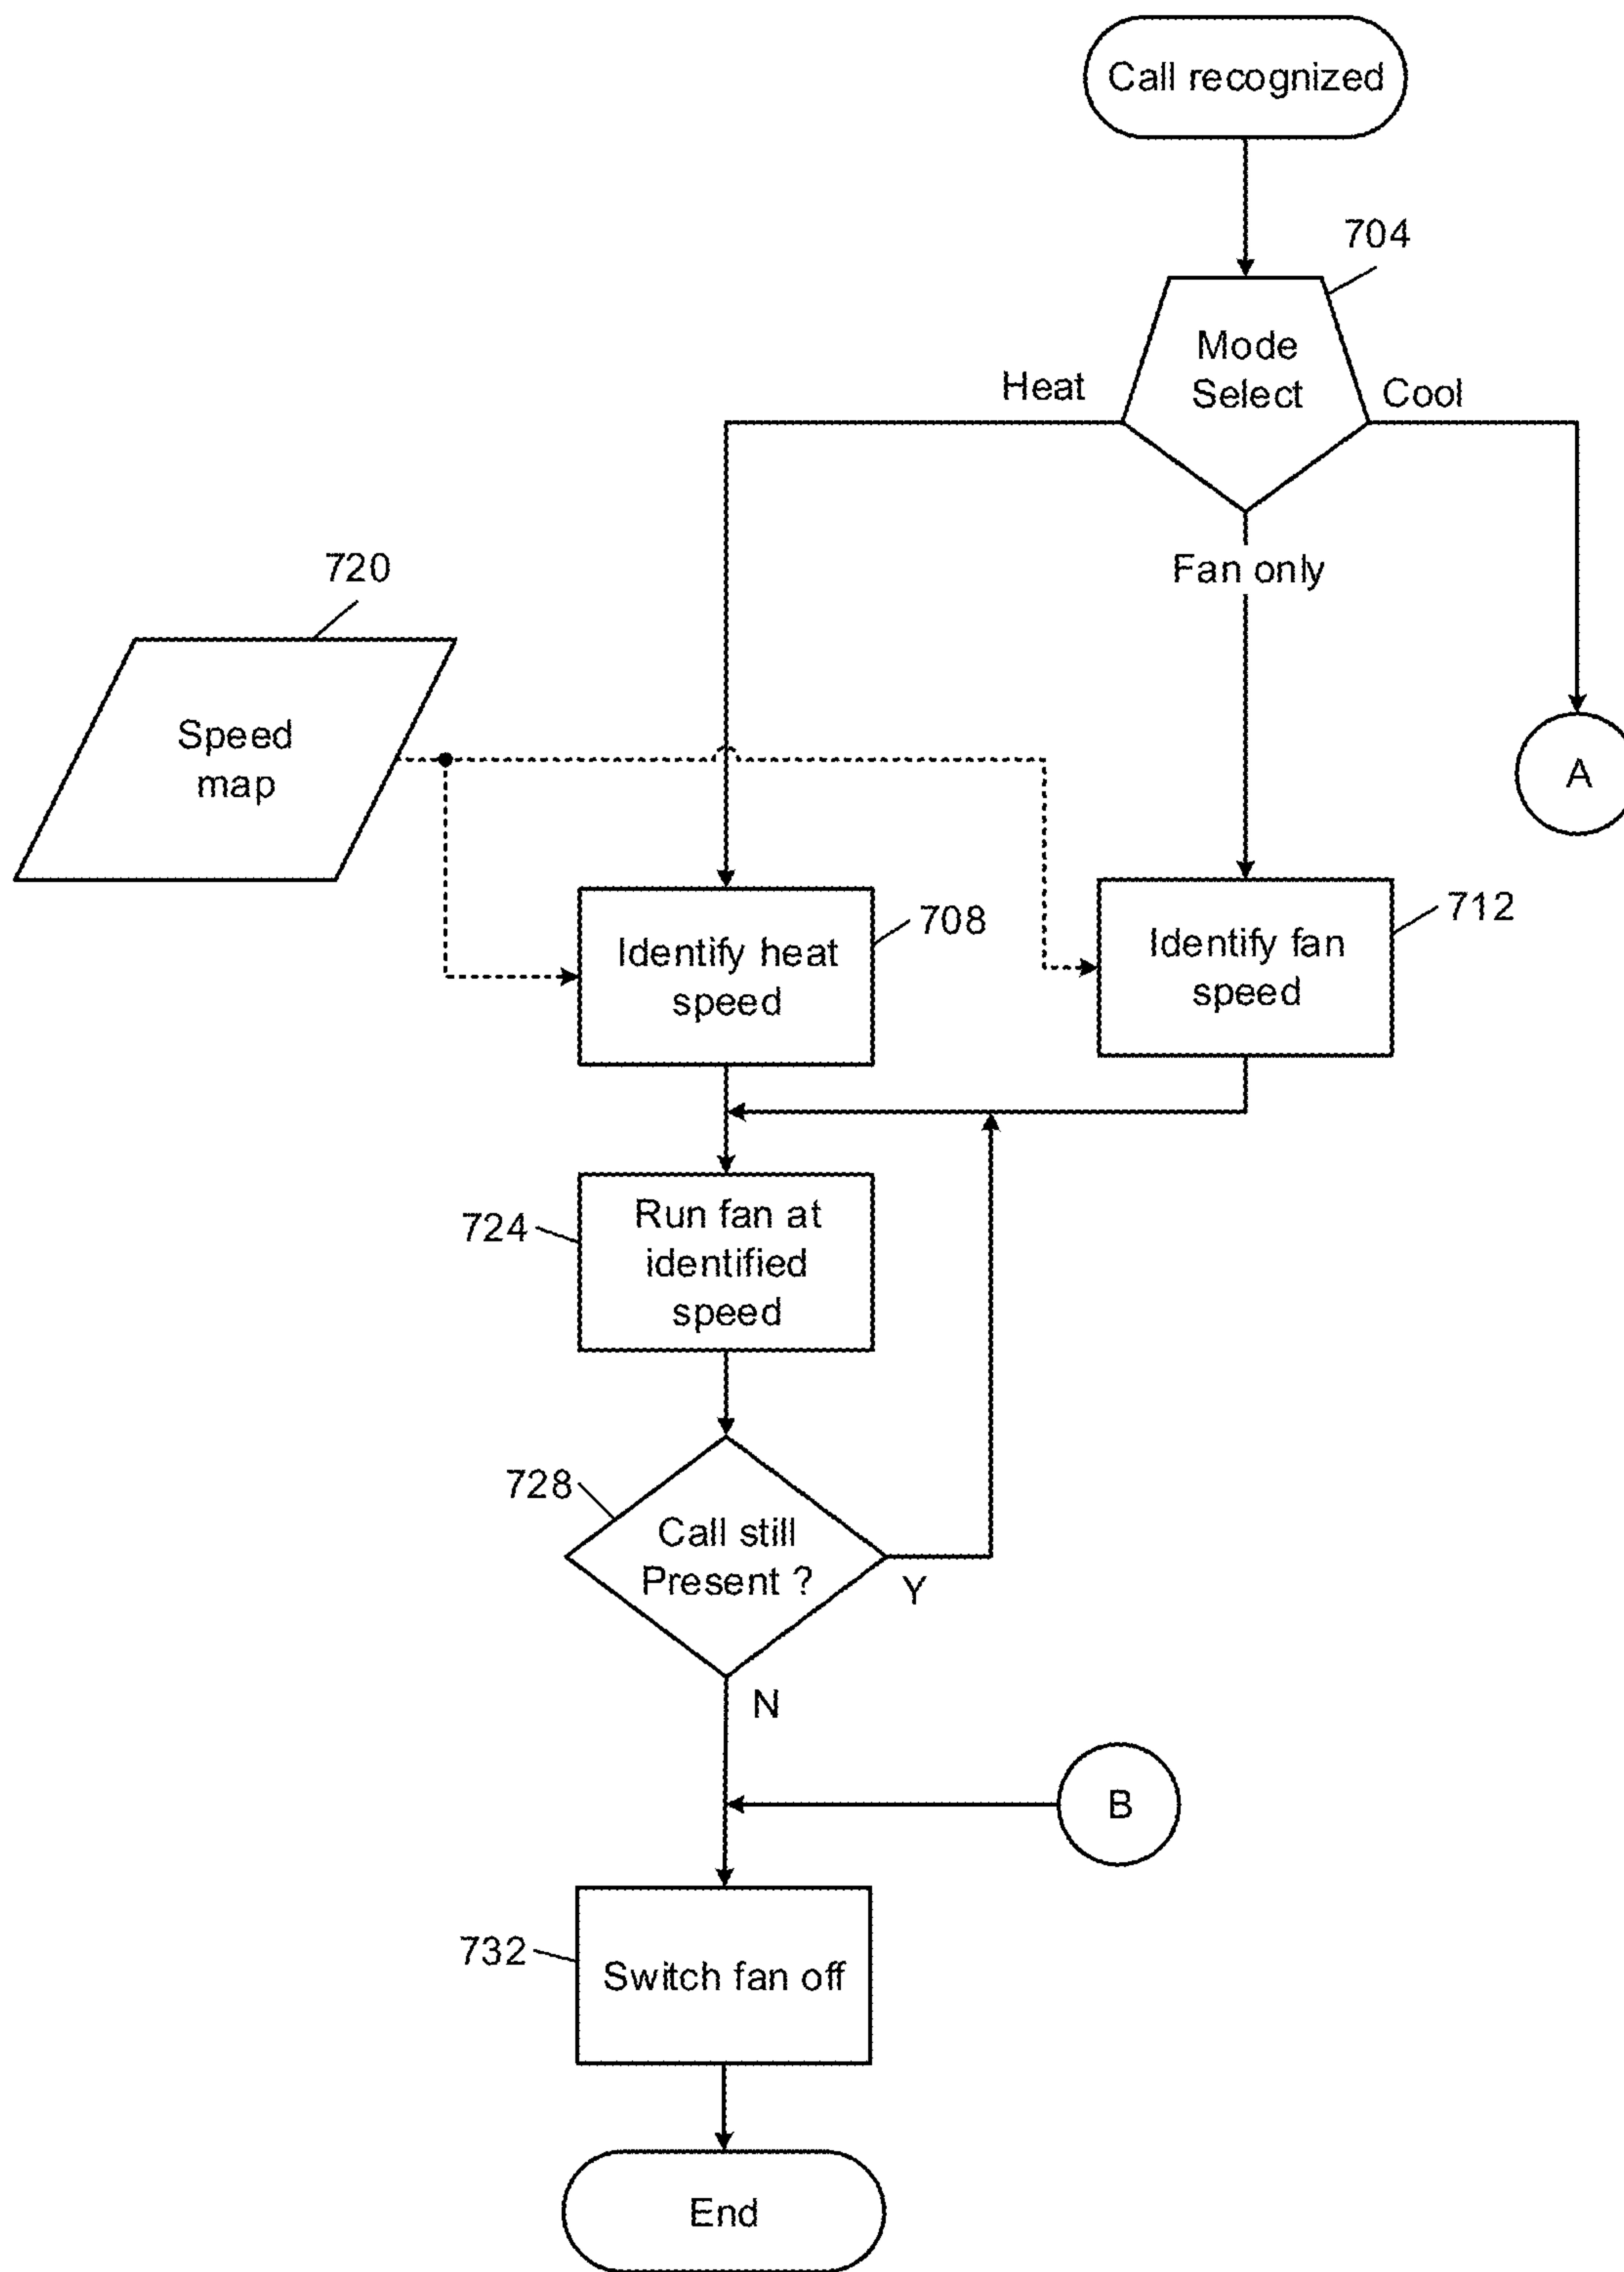 Call recognized
704
Mode
Select
Heat
Cool
720
Fan only
Speed
map
A
708
712
Identify heat
speed
Identify fan
speed
724
Run fan at
identified
speed
728
Call still
Present ?
Y
N
B
732
Switch fan off
End